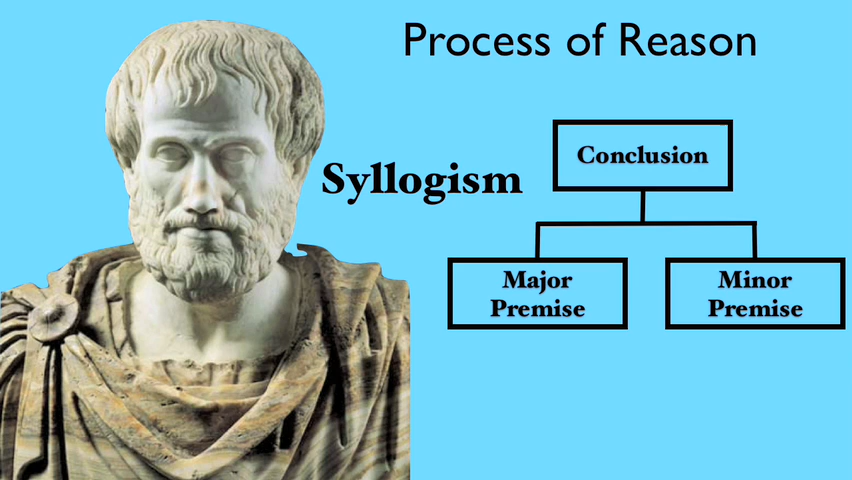 Process of Reason
Syllogism
Conclusion
Major
Premise
Minor
Premise